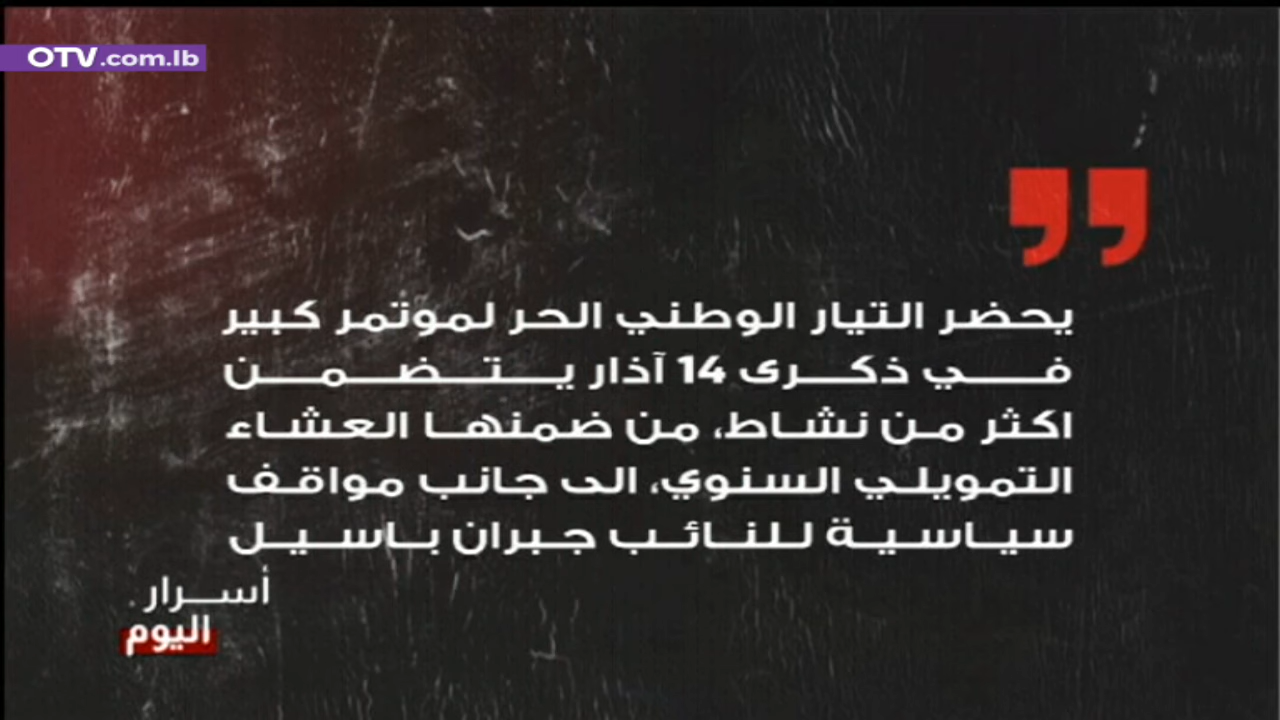 OTV.com.lb
يحضر التيار الوطني الحر لموتمر كبير
في ذكرى 14 آذار يتضمن
اكثر من نشاط، من ضمنها العشاء
التمويلي السنوي، الى جانب مواقف
سياسية للنائب جبران باسيل
أسرار
اليوم